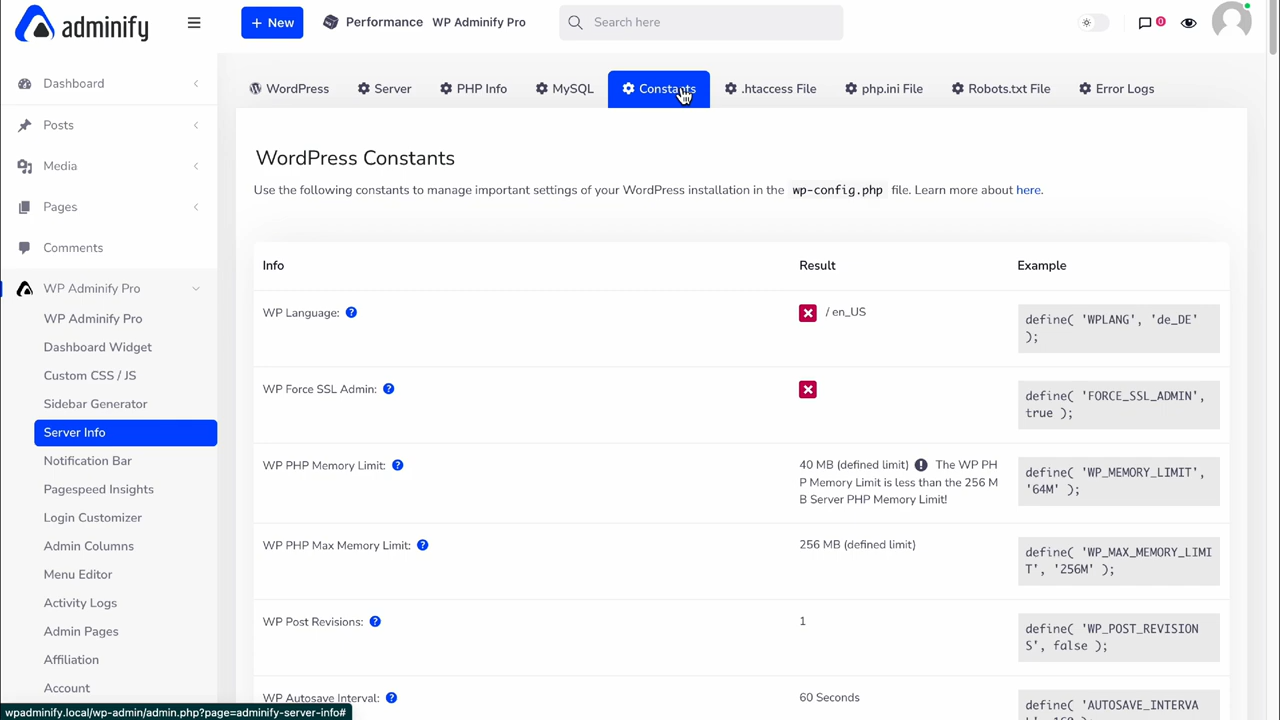 adminify
+ New
Performance
WP Adminify Pro
Search here
0
Dashboard
Posts
Media
Pages
Comments
WP Adminify Pro
WP Adminify Pro
Dashboard Widget
Custom CSS / JS
Sidebar Generator
Server Info
Notification Bar
Pagespeed Insights
Login Customizer
Admin Columns
Menu Editor
Activity Logs
Admin Pages
Affiliation
Account
wpadminify.local/wp-admin/admin.php?page=adminify-server-info#
WordPress
Server
PHP Info
MySQL
Constants
.htaccess File
php.ini File
Robots.txt File
Error Logs
WordPress Constants
Use the following constants to manage important settings of your WordPress installation in the wp-config.php file. Learn more about here.
Info
Result
Example
WP Language: ?
/ en_US
define( 'WPLANG', 'de_DE'
);
WP Force SSL Admin: ?
define( 'FORCE_SSL_ADMIN',
true );
WP PHP Memory Limit: ?
40 MB (defined limit) ! The WP PH
P Memory Limit is less than the 256 M
B Server PHP Memory Limit!
define( 'WP_MEMORY_LIMIT',
'64M' );
WP PHP Max Memory Limit: ?
256 MB (defined limit)
define( 'WP_MAX_MEMORY_LIMI
T', '256M' );
WP Post Revisions: ?
1
define( 'WP_POST_REVISION
S', false );
WP Autosave Interval: ?
60 Seconds
define( 'AUTOSAVE_INTERVA